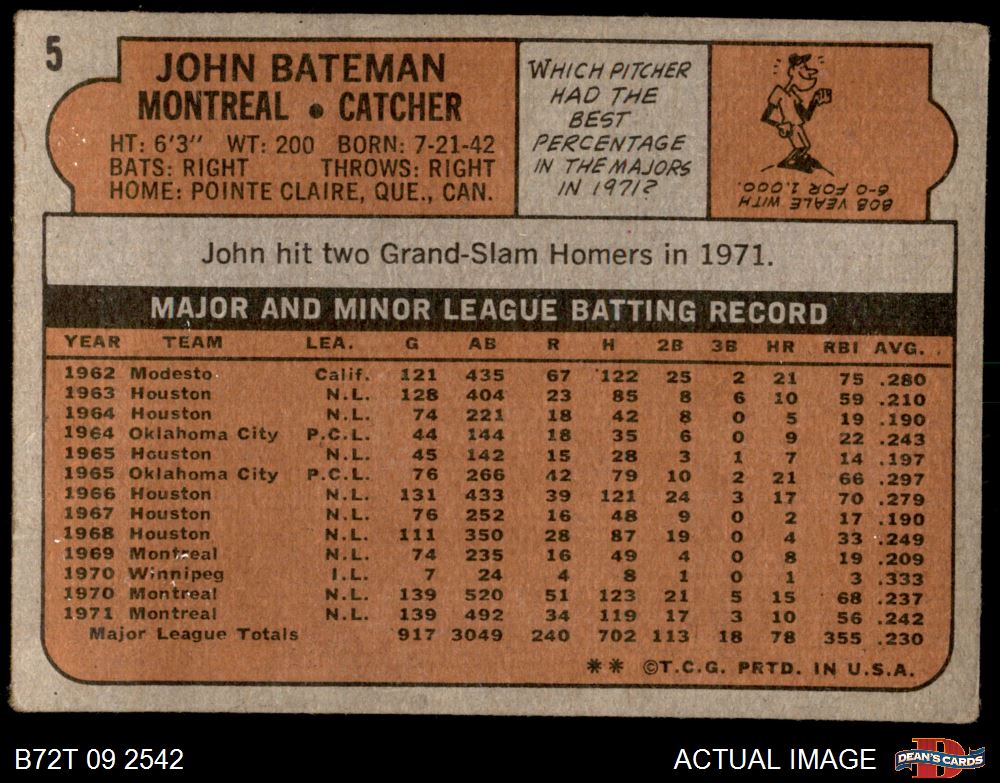 5
JOHN BATEMAN
MONTREAL • CATCHER
HT: 6'3" WT: 200 BORN: 7-21-42
BATS: RIGHT THROWS: RIGHT
HOME: POINTE CLAIRE, QUE., CAN.
WHICH PITCHER
HAD THE
BEST
PERCENTAGE
IN THE MAJORS
IN 1971?
BOB VEALE WITH
6-0 FOR 1.000.
John hit two Grand-Slam Homers in 1971.
MAJOR AND MINOR LEAGUE BATTING RECORD
YEAR TEAM LEA. G AB R H 2B 3B HR RBI AVG.
1962 Modesto Calif. 121 435 67 122 25 2 21 75 .280
1963 Houston N.L. 128 404 23 85 8 6 10 59 .210
1964 Houston N.L. 74 221 18 42 8 0 5 19 .190
1964 Oklahoma City P.C.L. 44 144 18 35 6 0 9 22 .243
1965 Houston N.L. 45 142 15 28 3 1 7 14 .197
1965 Oklahoma City P.C.L. 76 266 42 79 10 2 21 66 .297
1966 Houston N.L. 131 433 39 121 24 3 17 70 .279
1967 Houston N.L. 76 252 16 48 9 0 2 17 .190
1968 Houston N.L. 111 350 28 87 19 0 4 33 .249
1969 Montreal N.L. 74 235 16 49 4 0 8 19 .209
1970 Winnipeg I.L. 7 24 4 8 1 0 1 3 .333
1970 Montreal N.L. 139 520 51 123 21 5 15 68 .237
1971 Montreal N.L. 139 492 34 119 17 3 10 56 .242
Major League Totals 917 3049 240 702 113 18 78 355 .230
** ©T.C.G. PRTD. IN U.S.A.
B72T 09 2542 ACTUAL IMAGE
D
DEAN'S CARDS